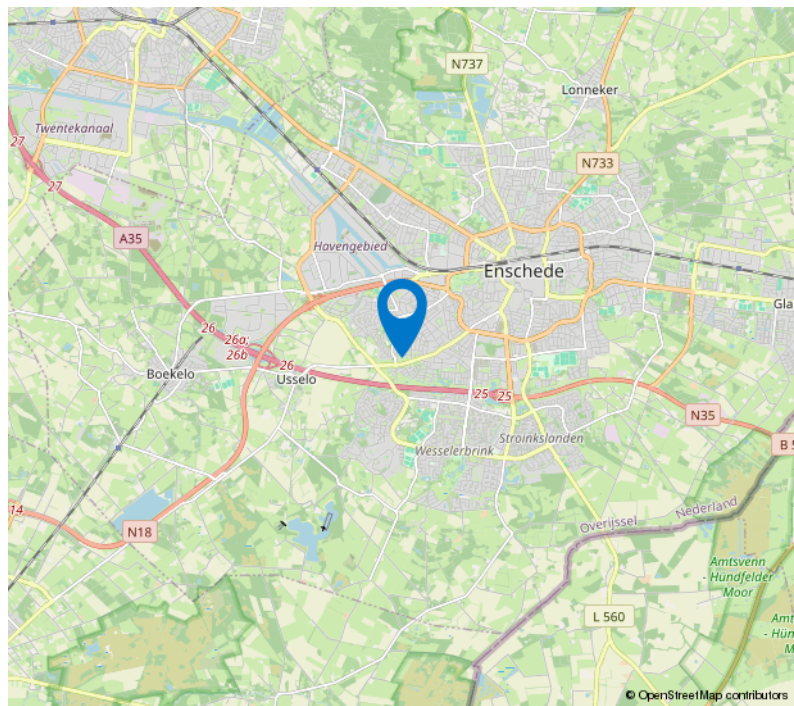 N737
Lonneker
Twentekanaal
27
N733
27
A35
Havengebied
Enschede
Gla
26
26a;
26b
26
Boekelo
Usselo
25
25
N35
Wesselerbrink
Stroinkslanden
B 5
14
N18
Overijssel
Nederland
Amtsvenn
- Hündfelder
Moor
L 560
Amt
- Hün
M
© OpenStreetMap contributors